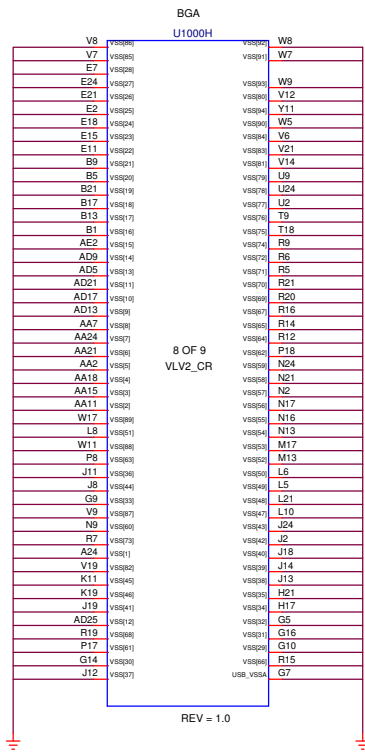 BGA
U1000H
V8 VSS[86] VSS[92] W8
V7 VSS[85] VSS[91] W7
E7 VSS[28]
E24 VSS[27] VSS[93] W9
E21 VSS[26] VSS[80] V12
E2 VSS[25] VSS[94] Y11
E18 VSS[24] VSS[90] W5
E15 VSS[23] VSS[84] V6
E11 VSS[22] VSS[83] V21
B9 VSS[21] VSS[81] V14
B5 VSS[20] VSS[79] U9
B21 VSS[19] VSS[78] U24
B17 VSS[18] VSS[77] U2
B13 VSS[17] VSS[76] T9
B1 VSS[16] VSS[75] T18
AE2 VSS[15] VSS[74] R9
AD9 VSS[14] VSS[72] R6
AD5 VSS[13] VSS[71] R5
AD21 VSS[11] VSS[70] R21
AD17 VSS[10] VSS[69] R20
AD13 VSS[9] VSS[67] R16
AA7 VSS[8] VSS[65] R14
AA24 VSS[7] VSS[64] R12
AA21 VSS[6] VSS[62] P18
8 OF 9
AA2 VSS[5] VSS[59] N24
VLV2_CR
AA18 VSS[4] VSS[58] N21
AA15 VSS[3] VSS[57] N2
AA11 VSS[2] VSS[56] N17
W17 VSS[89] VSS[55] N16
L8 VSS[51] VSS[54] N13
W11 VSS[88] VSS[53] M17
P8 VSS[63] VSS[52] M13
J11 VSS[36] VSS[50] L6
J8 VSS[44] VSS[49] L5
G9 VSS[33] VSS[48] L21
V9 VSS[87] VSS[47] L10
N9 VSS[60] VSS[43] J24
R7 VSS[73] VSS[42] J2
A24 VSS[1] VSS[40] J18
V19 VSS[82] VSS[39] J14
K11 VSS[45] VSS[38] J13
K19 VSS[46] VSS[35] H21
J19 VSS[41] VSS[34] H17
AD25 VSS[12] VSS[32] G5
R19 VSS[68] VSS[31] G16
P17 VSS[61] VSS[29] G10
G14 VSS[30] VSS[66] R15
J12 VSS[37] USB_VSSA G7
REV = 1.0